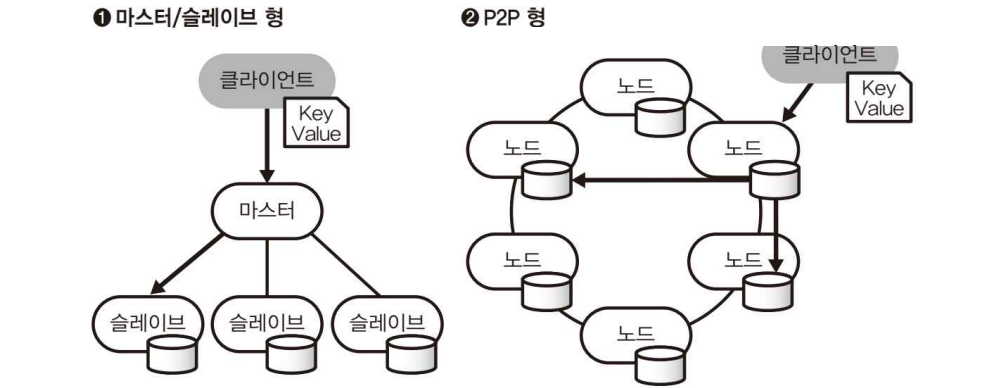 ❶ 마스터/슬레이브 형
클라이언트
Key
Value
마스터
슬레이브
슬레이브
슬레이브
❷ P2P 형
클라이언트
Key
Value
노드
노드
노드
노드
노드
노드